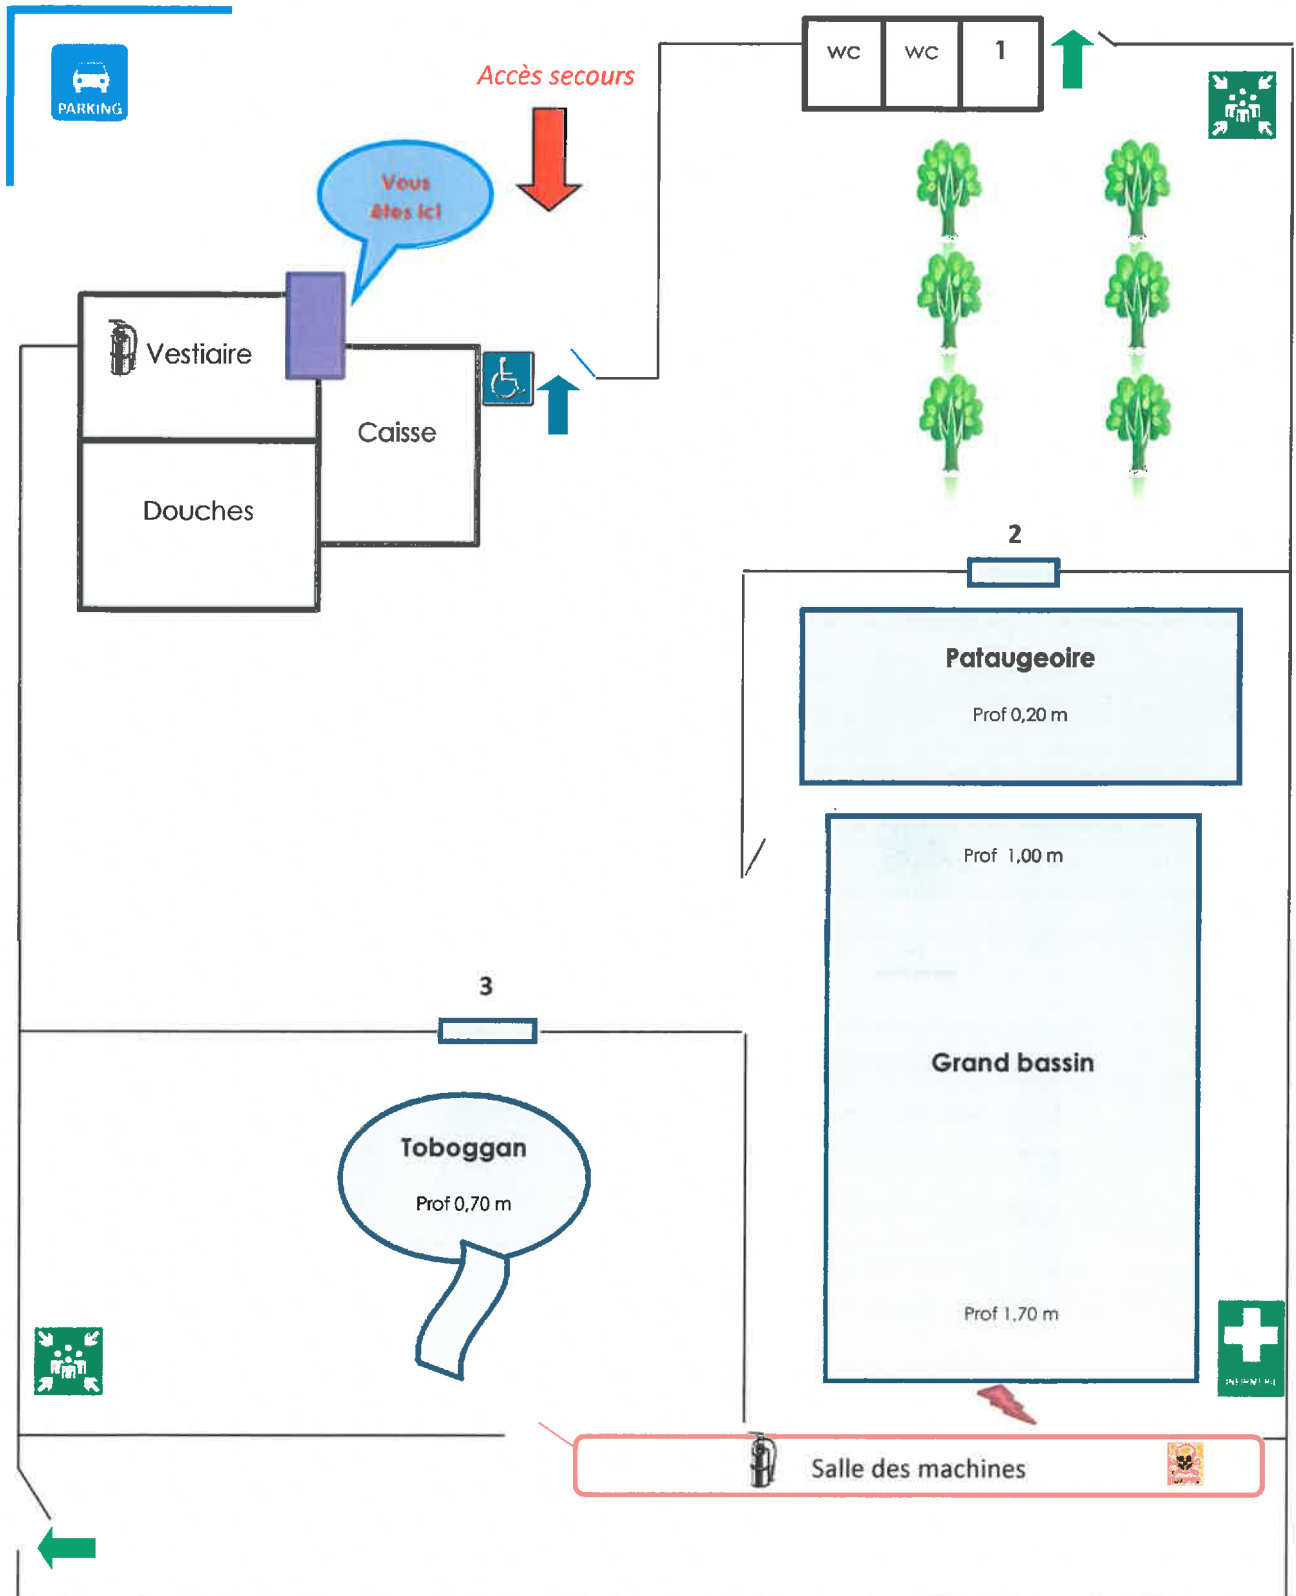 PARKING
Accès secours
WC
WC
1
Vous
êtes ici
Vestiaire
Caisse
Douches
2
Pataugeoire
Prof 0,20 m
Prof 1,00 m
3
Grand bassin
Toboggan
Prof 0,70 m
Prof 1,70 m
Salle des machines